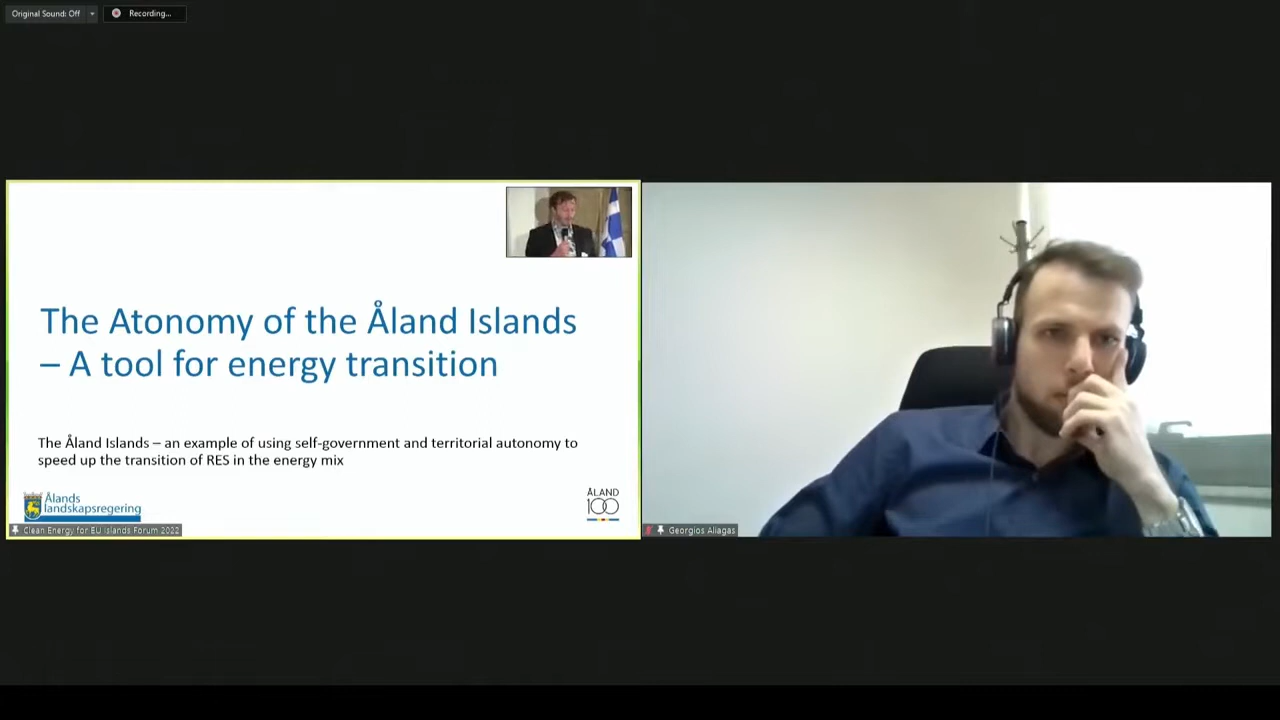 Original Sound: Off
Recording...
The Atonomy of the Åland Islands
– A tool for energy transition
The Åland Islands – an example of using self-government and territorial autonomy to
speed up the transition of RES in the energy mix
Ålands
landskapsregering
ÅLAND
100
Clean Energy for EU Islands Forum 2022
Georgios Aliagas